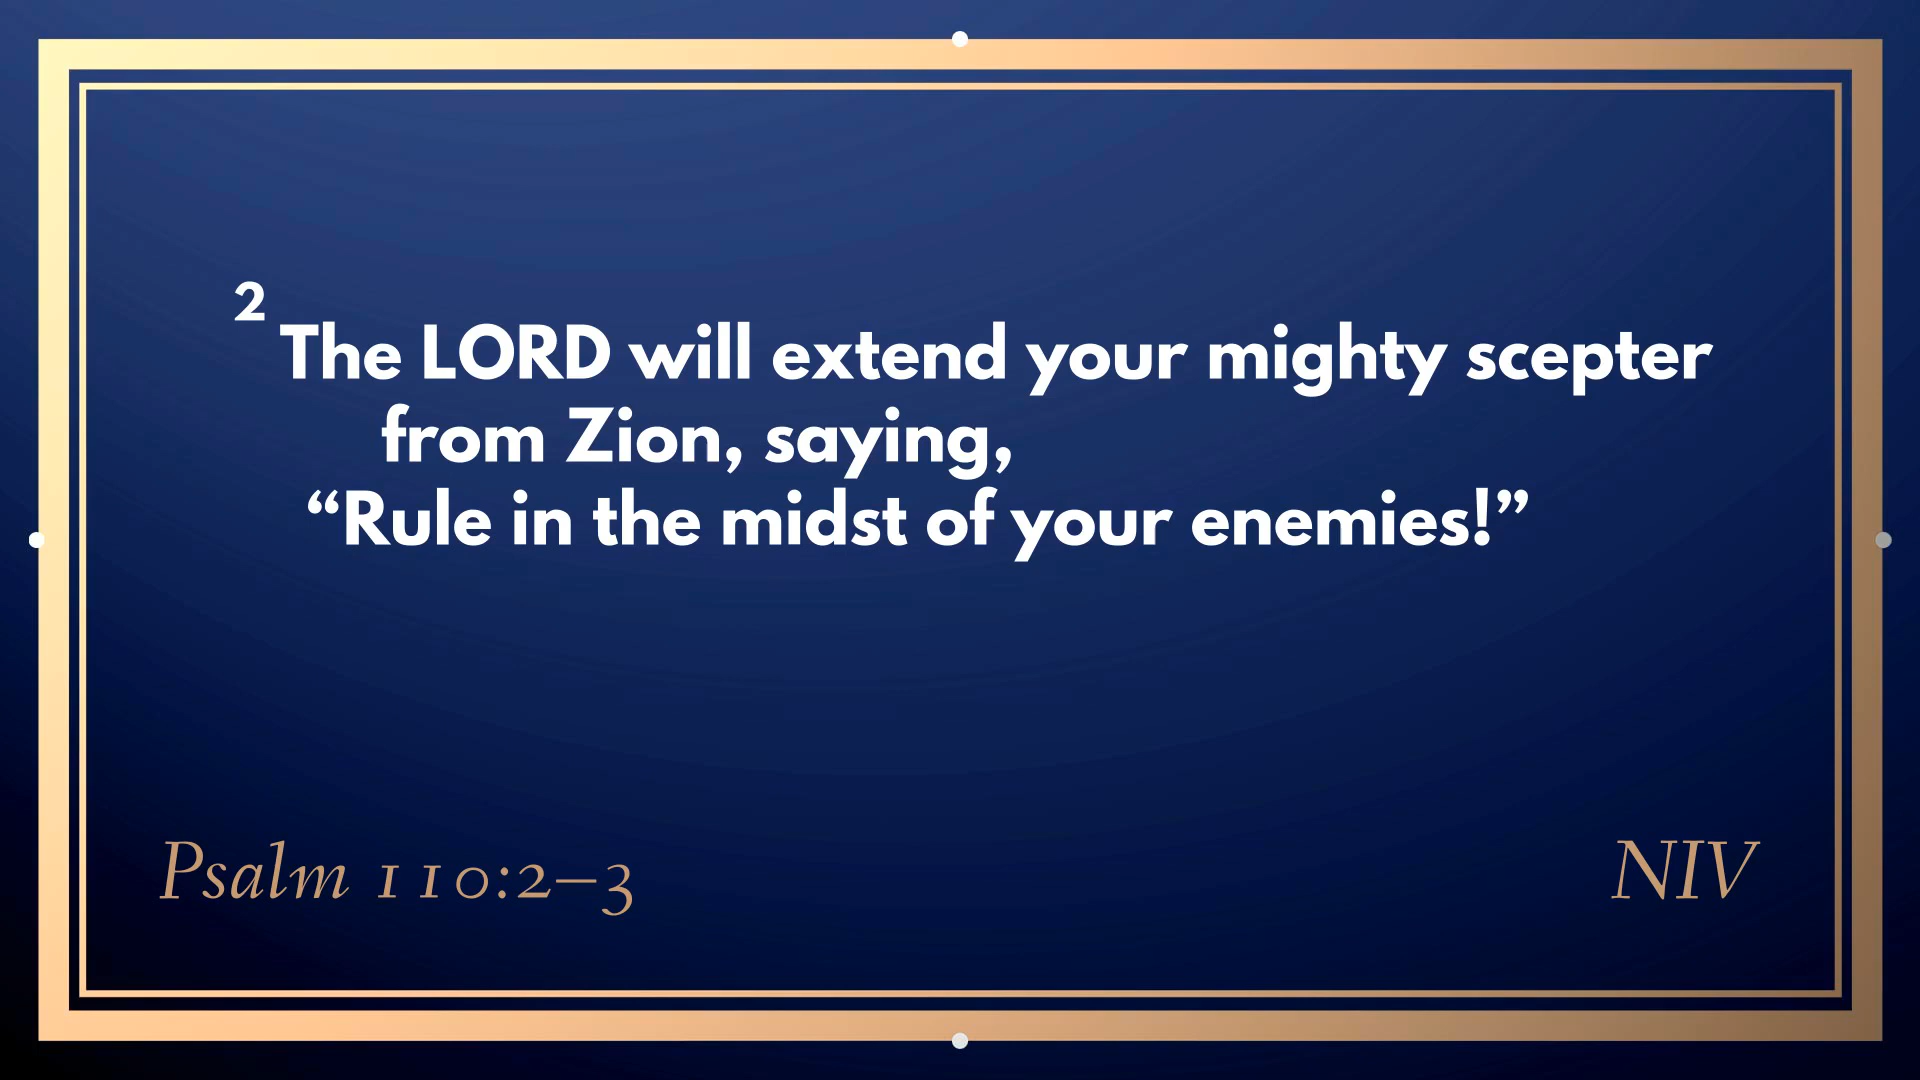 2 The LORD will extend your mighty scepter
from Zion, saying,
“Rule in the midst of your enemies!”
Psalm 110:2–3
NIV